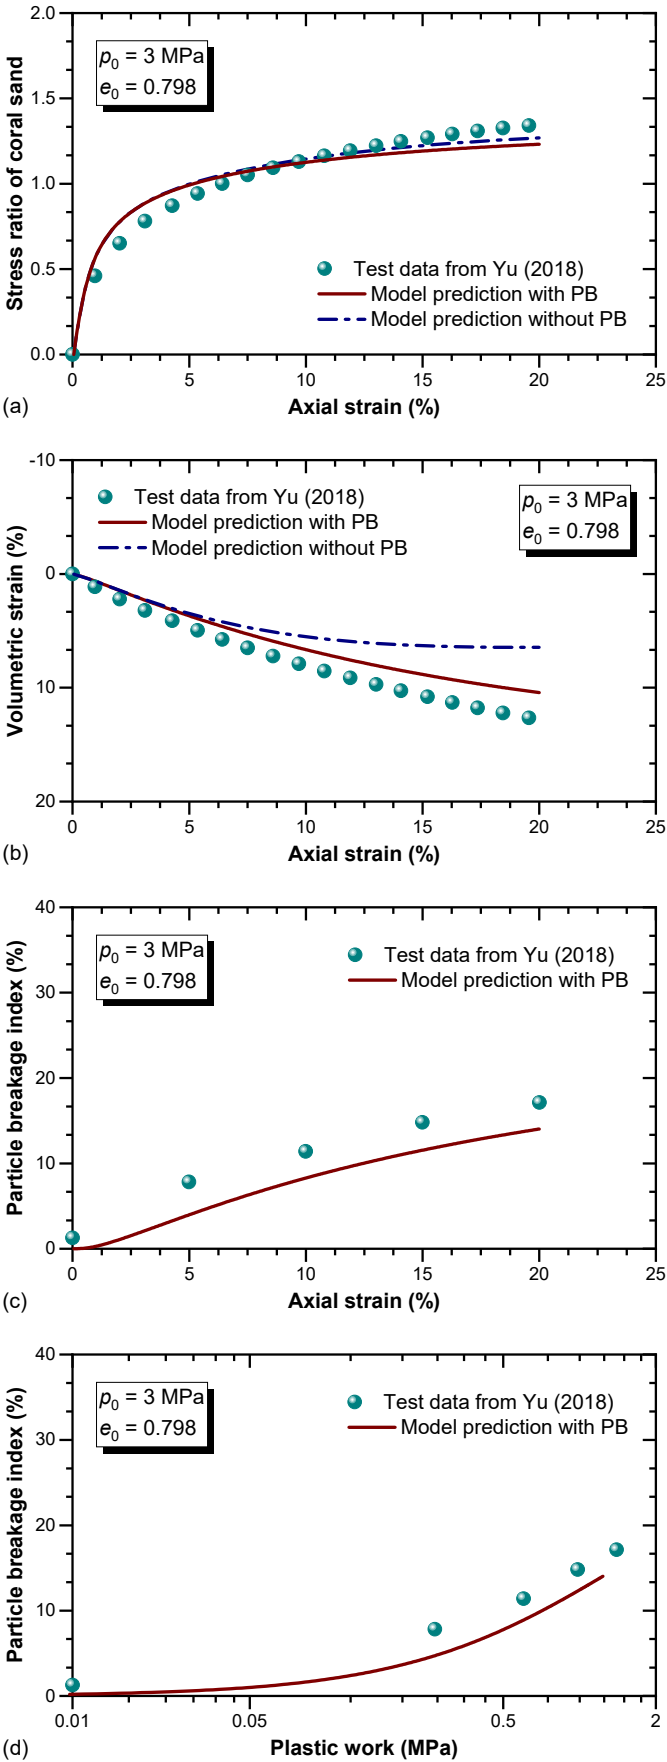 2.0
1.5
1.0
0.5
0.0
Stress ratio of coral sand
p₀ = 3 MPa
e₀ = 0.798
Test data from Yu (2018)
Model prediction with PB
Model prediction without PB
0 5 10 15 20 25
Axial strain (%)
(a)
-10
0
10
20
Volumetric strain (%)
Test data from Yu (2018)
Model prediction with PB
Model prediction without PB
p₀ = 3 MPa
e₀ = 0.798
0 5 10 15 20 25
Axial strain (%)
(b)
40
30
20
10
0
Particle breakage index (%)
p₀ = 3 MPa
e₀ = 0.798
Test data from Yu (2018)
Model prediction with PB
0 5 10 15 20 25
Axial strain (%)
(c)
40
30
20
10
0
Particle breakage index (%)
p₀ = 3 MPa
e₀ = 0.798
Test data from Yu (2018)
Model prediction with PB
0.01 0.05 0.5 2
Plastic work (MPa)
(d)